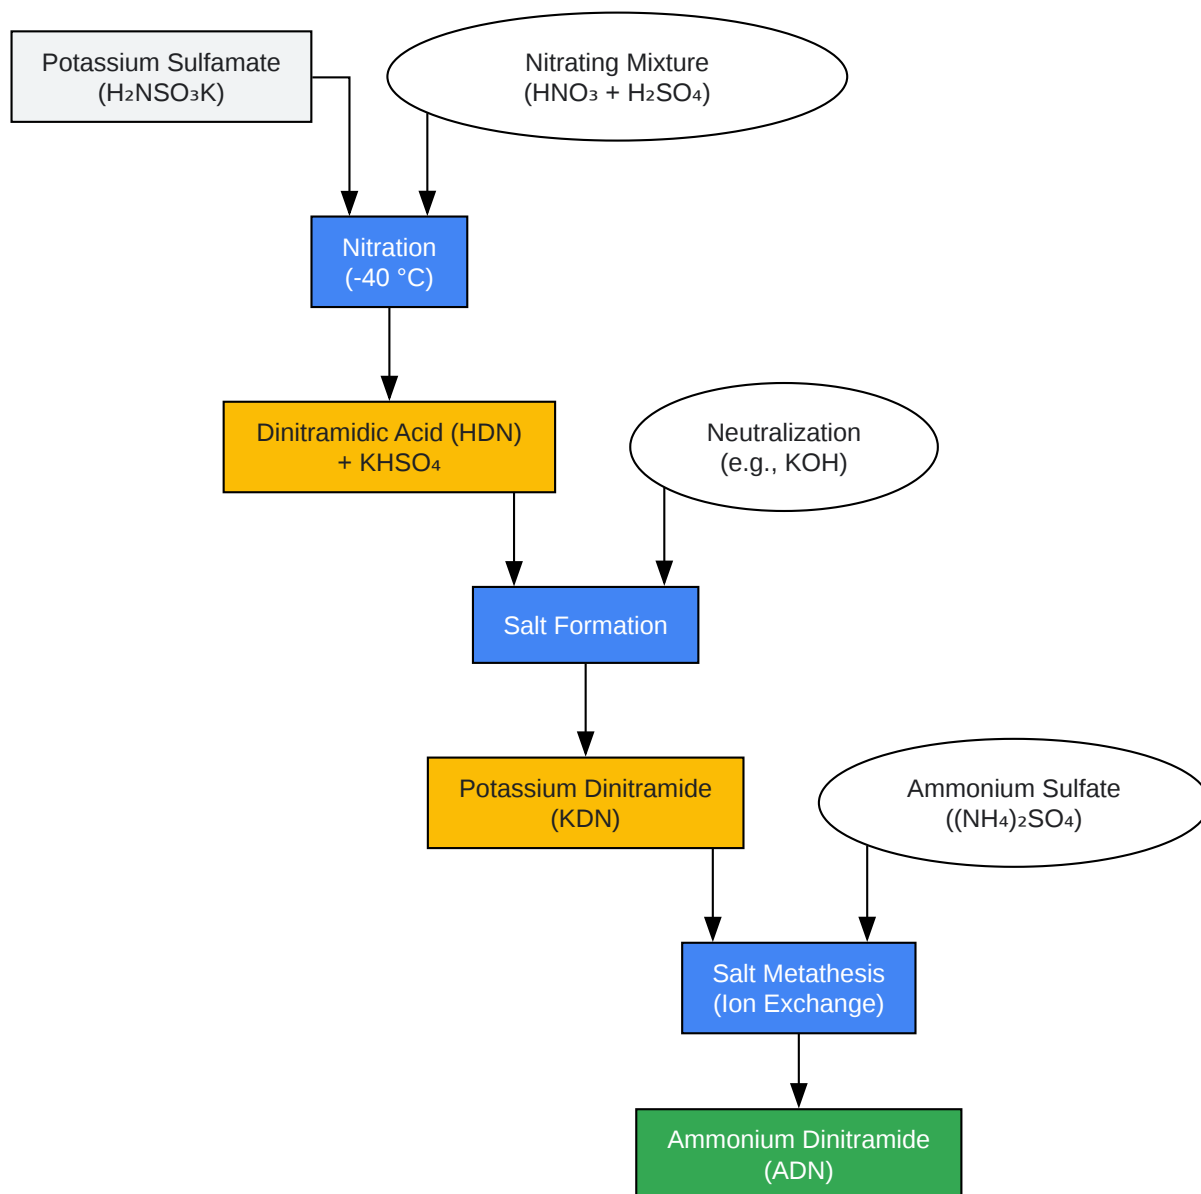 Potassium Sulfamate
(H₂NSO₃K)
Nitrating Mixture
(HNO₃ + H₂SO₄)
Nitration
(-40 °C)
Dinitramidic Acid (HDN)
+ KHSO₄
Neutralization
(e.g., KOH)
Salt Formation
Potassium Dinitramide
(KDN)
Ammonium Sulfate
((NH₄)₂SO₄)
Salt Metathesis
(Ion Exchange)
Ammonium Dinitramide
(ADN)